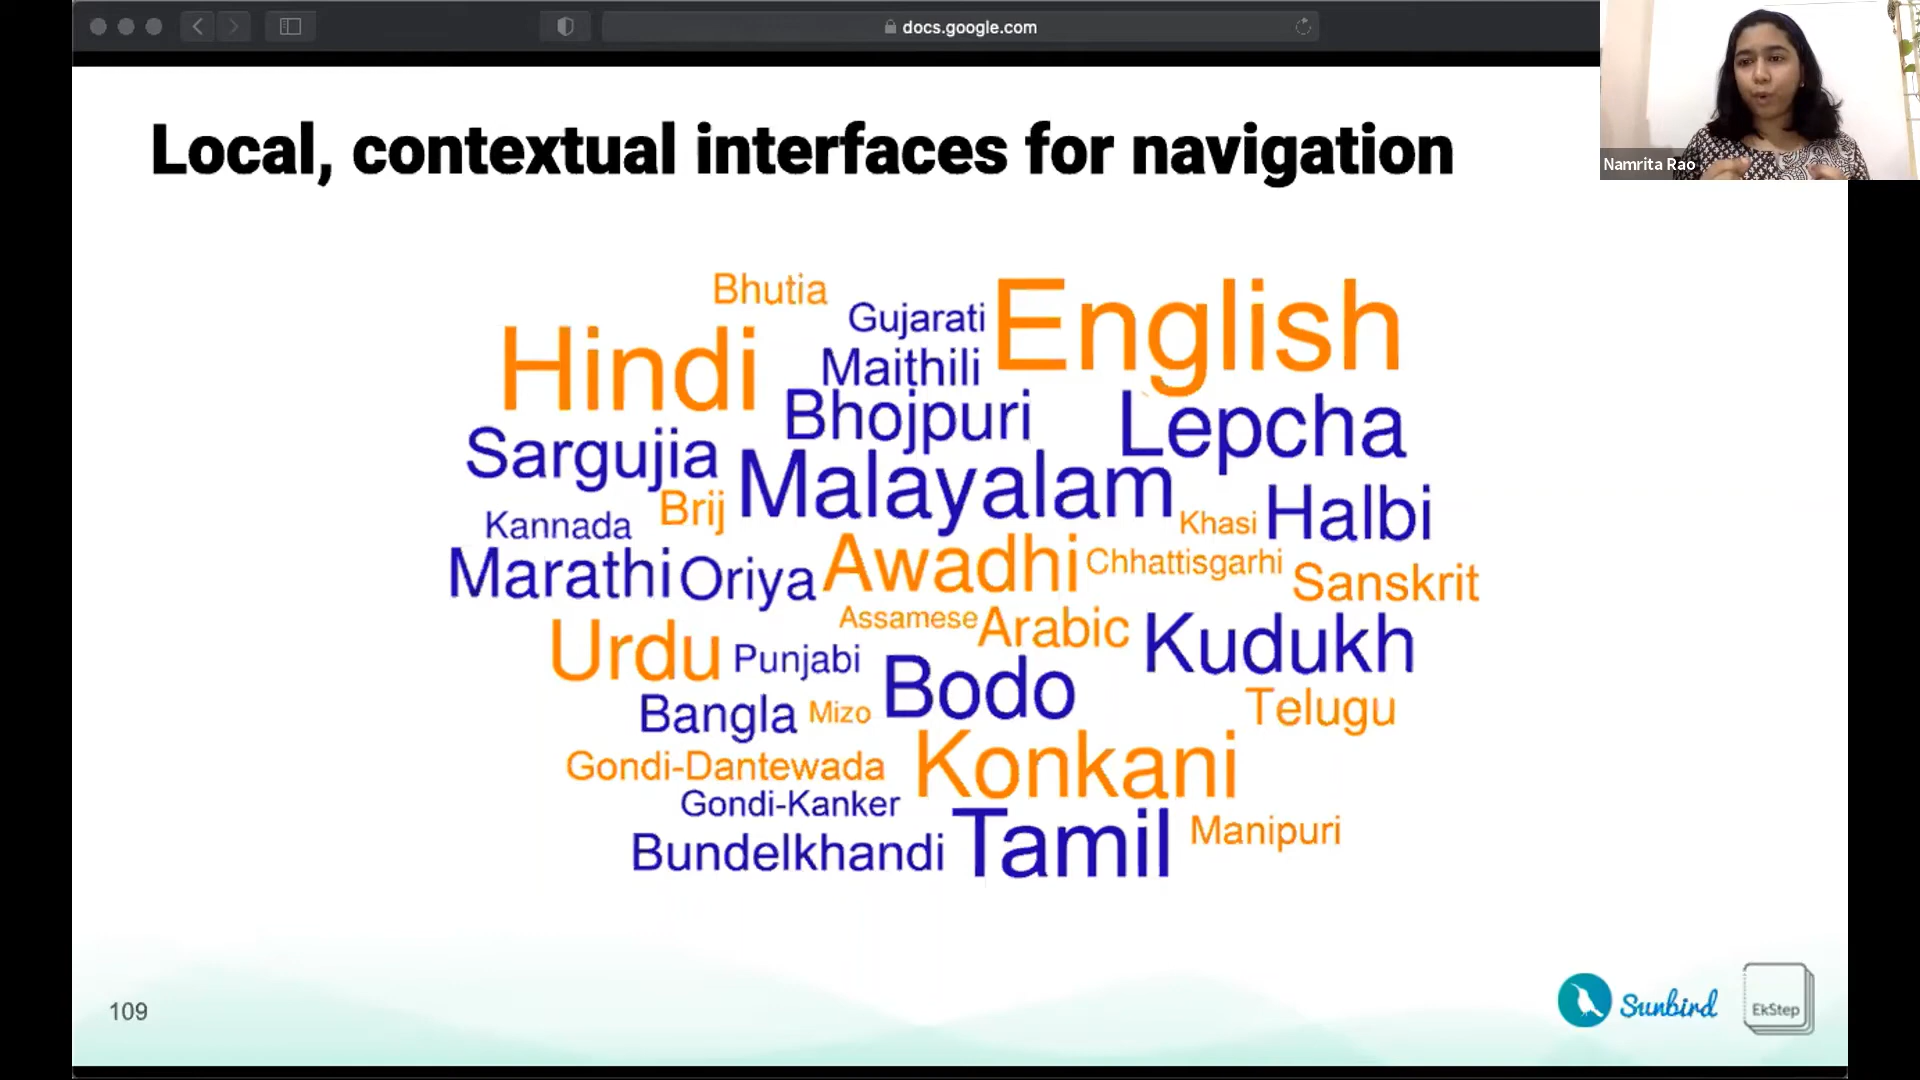 docs.google.com
Namrita Rao
Local, contextual interfaces for navigation
Bhutia
Gujarati
English
Hindi
Maithili
Bhojpuri
Lepcha
Sargujia
Malayalam
Brij
Kannada
Khasi
Halbi
Marathi
Oriya
Awadhi
Chhattisgarhi
Sanskrit
Assamese
Arabic
Kudukh
Urdu
Punjabi
Bodo
Bangla
Mizo
Telugu
Gondi-Dantewada
Konkani
Gondi-Kanker
Bundelkhandi
Tamil
Manipuri
109
Sunbird
EkStep